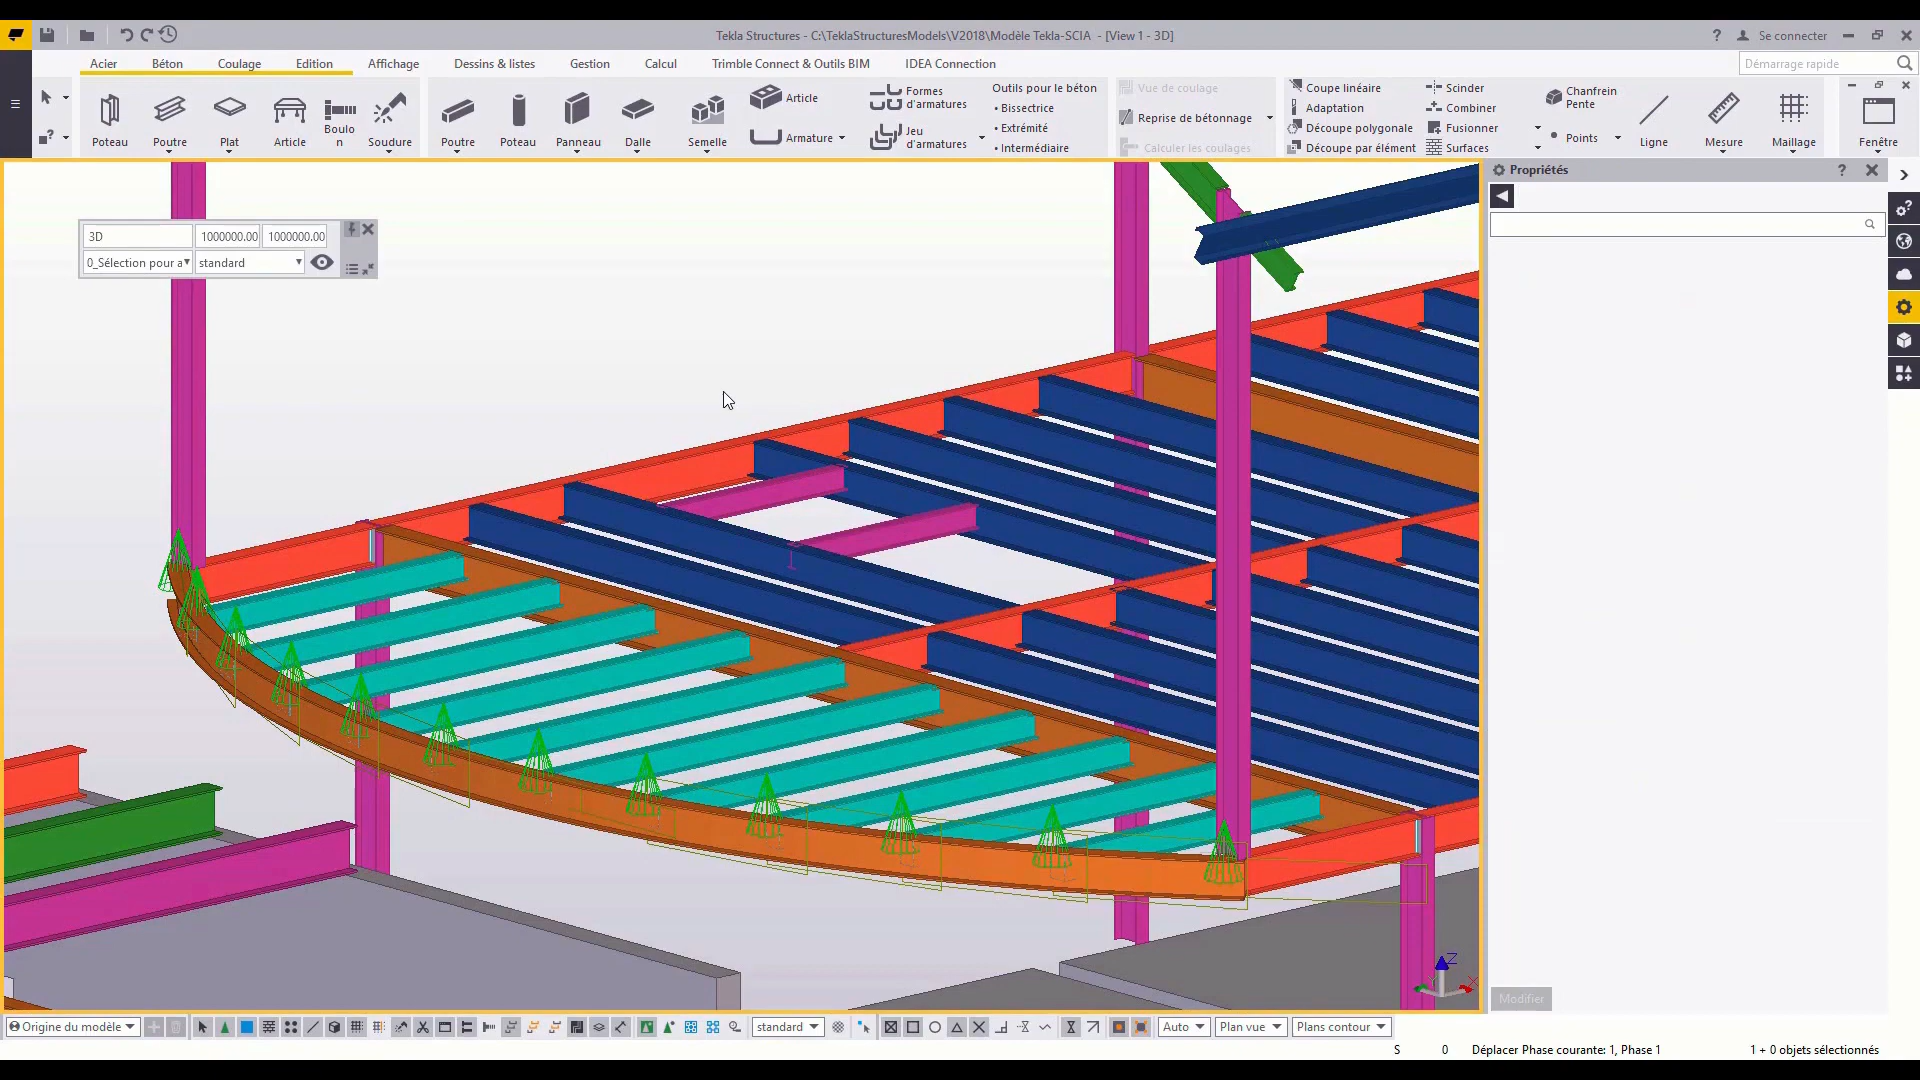 Tekla Structures - C:\TeklaStructuresModels\V2018\Modèle Tekla-SCIA - [View 1 - 3D]
? Se connecter
Acier Béton Coulage Edition Affichage Dessins & listes Gestion Calcul Trimble Connect & Outils BIM IDEA Connection
Démarrage rapide
Poteau Poutre Plat Article Boulon Soudure
Poutre Poteau Panneau Dalle Semelle
Article
Armature
Formes d'armatures
Jeu d'armatures
Outils pour le béton
• Bissectrice
• Extrémité
• Intermédiaire
Vue de coulage
Reprise de bétonnage
Calculer les coulages
Coupe linéaire
Adaptation
Découpe polygonale
Découpe par élément
Scinder
Combiner
Fusionner
Surfaces
Chanfrein Pente
Points
Ligne Mesure Maillage Fenêtre
Propriétés ?
3D 1000000.00 1000000.00
0_Sélection pour a standard
Z
Modifier
Origine du modèle standard Auto Plan vue Plans contour
S 0 Déplacer Phase courante: 1, Phase 1 1 + 0 objets sélectionnés